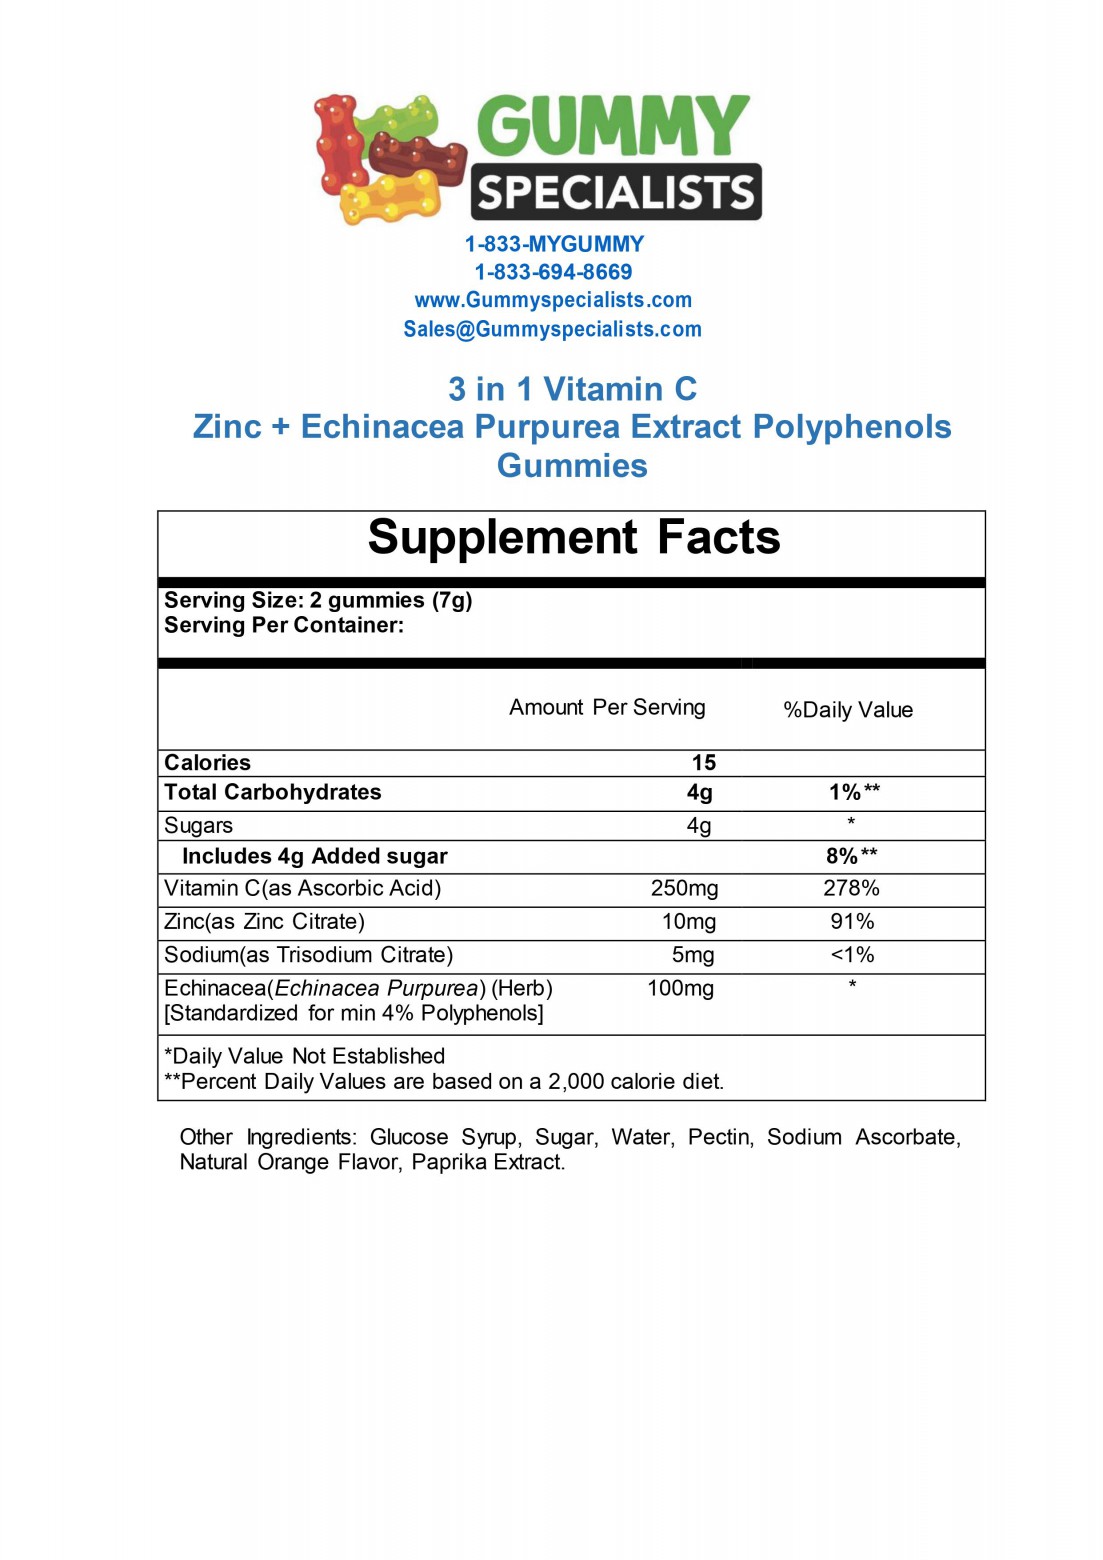 GUMMY
SPECIALISTS
1-833-MYGUMMY
1-833-694-8669
www.Gummyspecialists.com
Sales@Gummyspecialists.com
3 in 1 Vitamin C
Zinc + Echinacea Purpurea Extract Polyphenols
Gummies
Supplement Facts
Serving Size: 2 gummies (7g)
Serving Per Container:
Amount Per Serving %Daily Value
Calories 15
Total Carbohydrates 4g 1%**
Sugars 4g *
Includes 4g Added sugar 8%**
Vitamin C(as Ascorbic Acid) 250mg 278%
Zinc(as Zinc Citrate) 10mg 91%
Sodium(as Trisodium Citrate) 5mg <1%
Echinacea(Echinacea Purpurea) (Herb) 100mg *
[Standardized for min 4% Polyphenols]
*Daily Value Not Established
**Percent Daily Values are based on a 2,000 calorie diet.
Other Ingredients: Glucose Syrup, Sugar, Water, Pectin, Sodium Ascorbate,
Natural Orange Flavor, Paprika Extract.